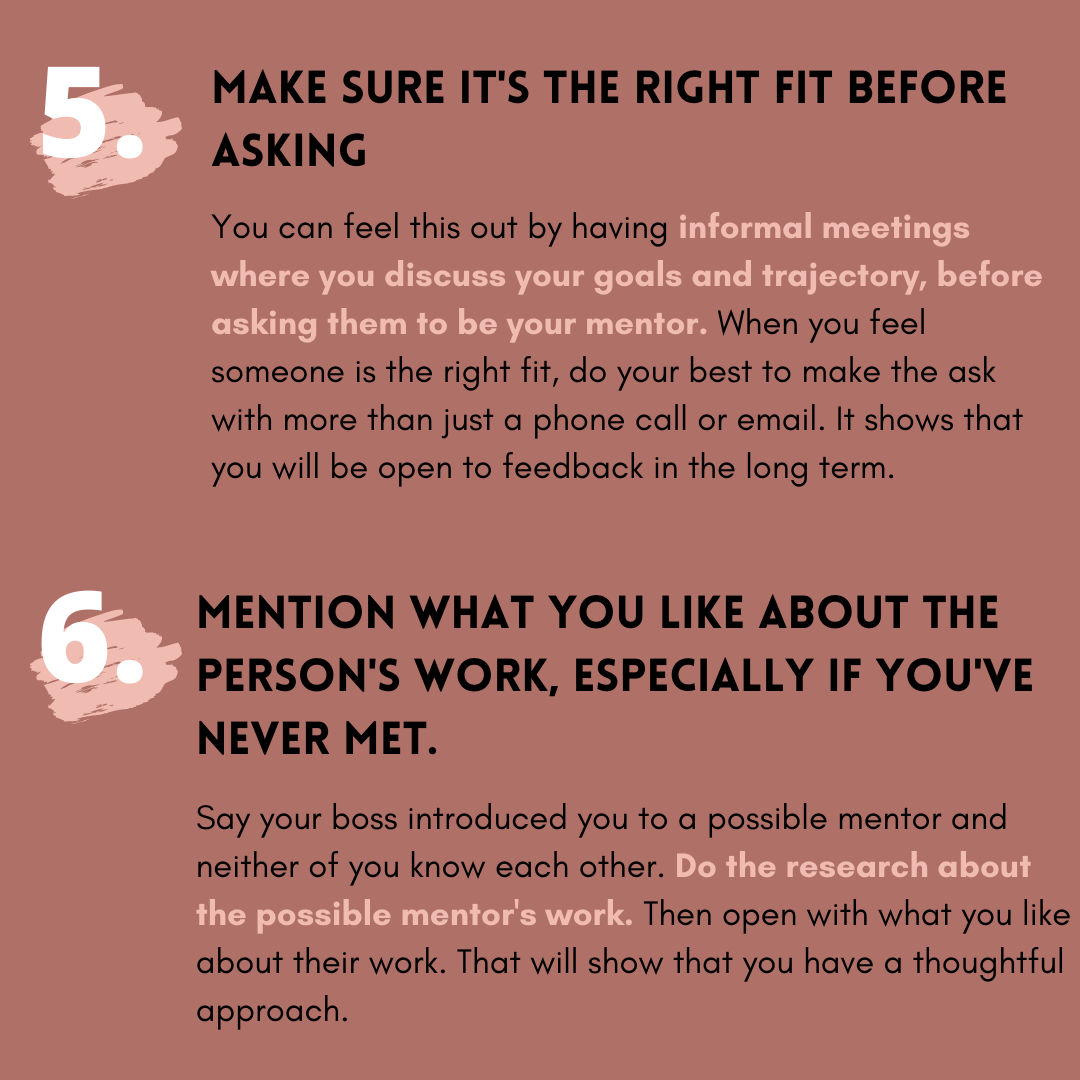 5.
MAKE SURE IT'S THE RIGHT FIT BEFORE
ASKING
You can feel this out by having informal meetings
where you discuss your goals and trajectory, before
asking them to be your mentor. When you feel
someone is the right fit, do your best to make the ask
with more than just a phone call or email. It shows that
you will be open to feedback in the long term.
6.
MENTION WHAT YOU LIKE ABOUT THE
PERSON'S WORK, ESPECIALLY IF YOU'VE
NEVER MET.
Say your boss introduced you to a possible mentor and
neither of you know each other. Do the research about
the possible mentor's work. Then open with what you like
about their work. That will show that you have a thoughtful
approach.